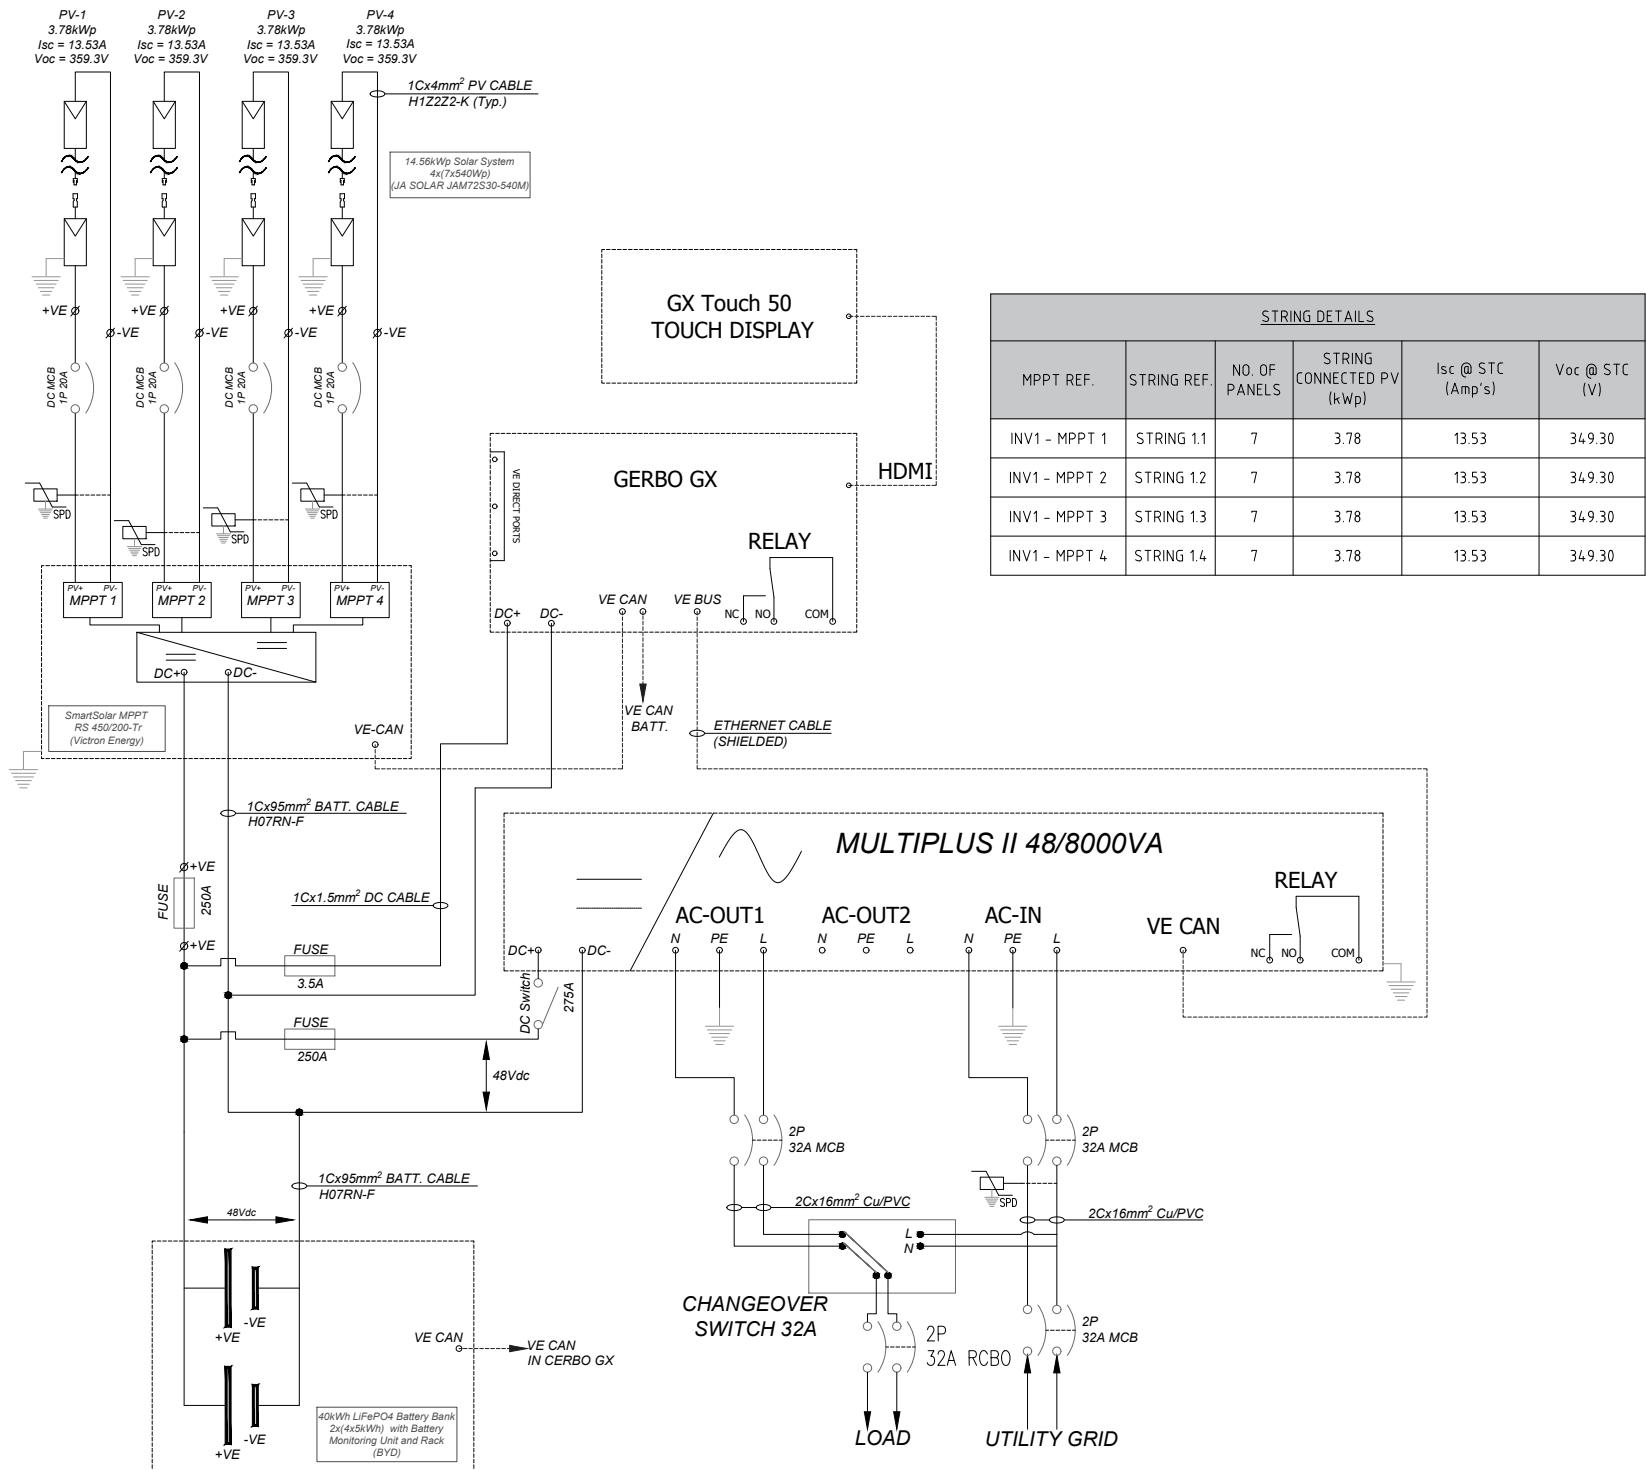 PV-1
3.78kWp
Isc = 13.53A
Voc = 359.3V
PV-2
3.78kWp
Isc = 13.53A
Voc = 359.3V
PV-3
3.78kWp
Isc = 13.53A
Voc = 359.3V
PV-4
3.78kWp
Isc = 13.53A
Voc = 359.3V
1Cx4mm² PV CABLE
H1Z2Z2-K (Typ.)
14.56kWp Solar System
4x(7x540Wp)
(JA SOLAR JAM72S30-540M)
+VE
-VE
+VE
-VE
+VE
-VE
+VE
-VE
DC MCB
1P 20A
DC MCB
1P 20A
DC MCB
1P 20A
DC MCB
1P 20A
SPD
SPD
SPD
SPD
PV+ PV-
MPPT 1
PV+ PV-
MPPT 2
PV+ PV-
MPPT 3
PV+ PV-
MPPT 4
DC+
DC-
SmartSolar MPPT
RS 450/200-Tr
(Victron Energy)
VE-CAN
GX Touch 50
TOUCH DISPLAY
HDMI
GERBO GX
VE DIRECT PORTS
RELAY
NC NO COM
DC+ DC-
VE CAN
VE BUS
VE CAN
BATT.
ETHERNET CABLE
(SHIELDED)
STRING DETAILS
MPPT REF. STRING REF. NO. OF PANELS STRING CONNECTED PV (kWp) Isc @ STC (Amp's) Voc @ STC (V)
INV1 - MPPT 1 STRING 1.1 7 3.78 13.53 349.30
INV1 - MPPT 2 STRING 1.2 7 3.78 13.53 349.30
INV1 - MPPT 3 STRING 1.3 7 3.78 13.53 349.30
INV1 - MPPT 4 STRING 1.4 7 3.78 13.53 349.30
1Cx95mm² BATT. CABLE
H07RN-F
+VE
FUSE
250A
+VE
1Cx1.5mm² DC CABLE
FUSE
3.5A
FUSE
250A
DC Switch
275A
48Vdc
MULTIPLUS II 48/8000VA
DC+
DC-
AC-OUT1
N PE L
AC-OUT2
N PE L
AC-IN
N PE L
VE CAN
RELAY
NC NO COM
2P
32A MCB
2P
32A MCB
SPD
2Cx16mm² Cu/PVC
2Cx16mm² Cu/PVC
L
N
CHANGEOVER
SWITCH 32A
2P
32A RCBO
2P
32A MCB
LOAD
UTILITY GRID
1Cx95mm² BATT. CABLE
H07RN-F
48Vdc
+VE
-VE
+VE
-VE
VE CAN
VE CAN
IN CERBO GX
40kWh LiFePO4 Battery Bank
2x(4x5kWh) with Battery
Monitoring Unit and Rack
(BYD)